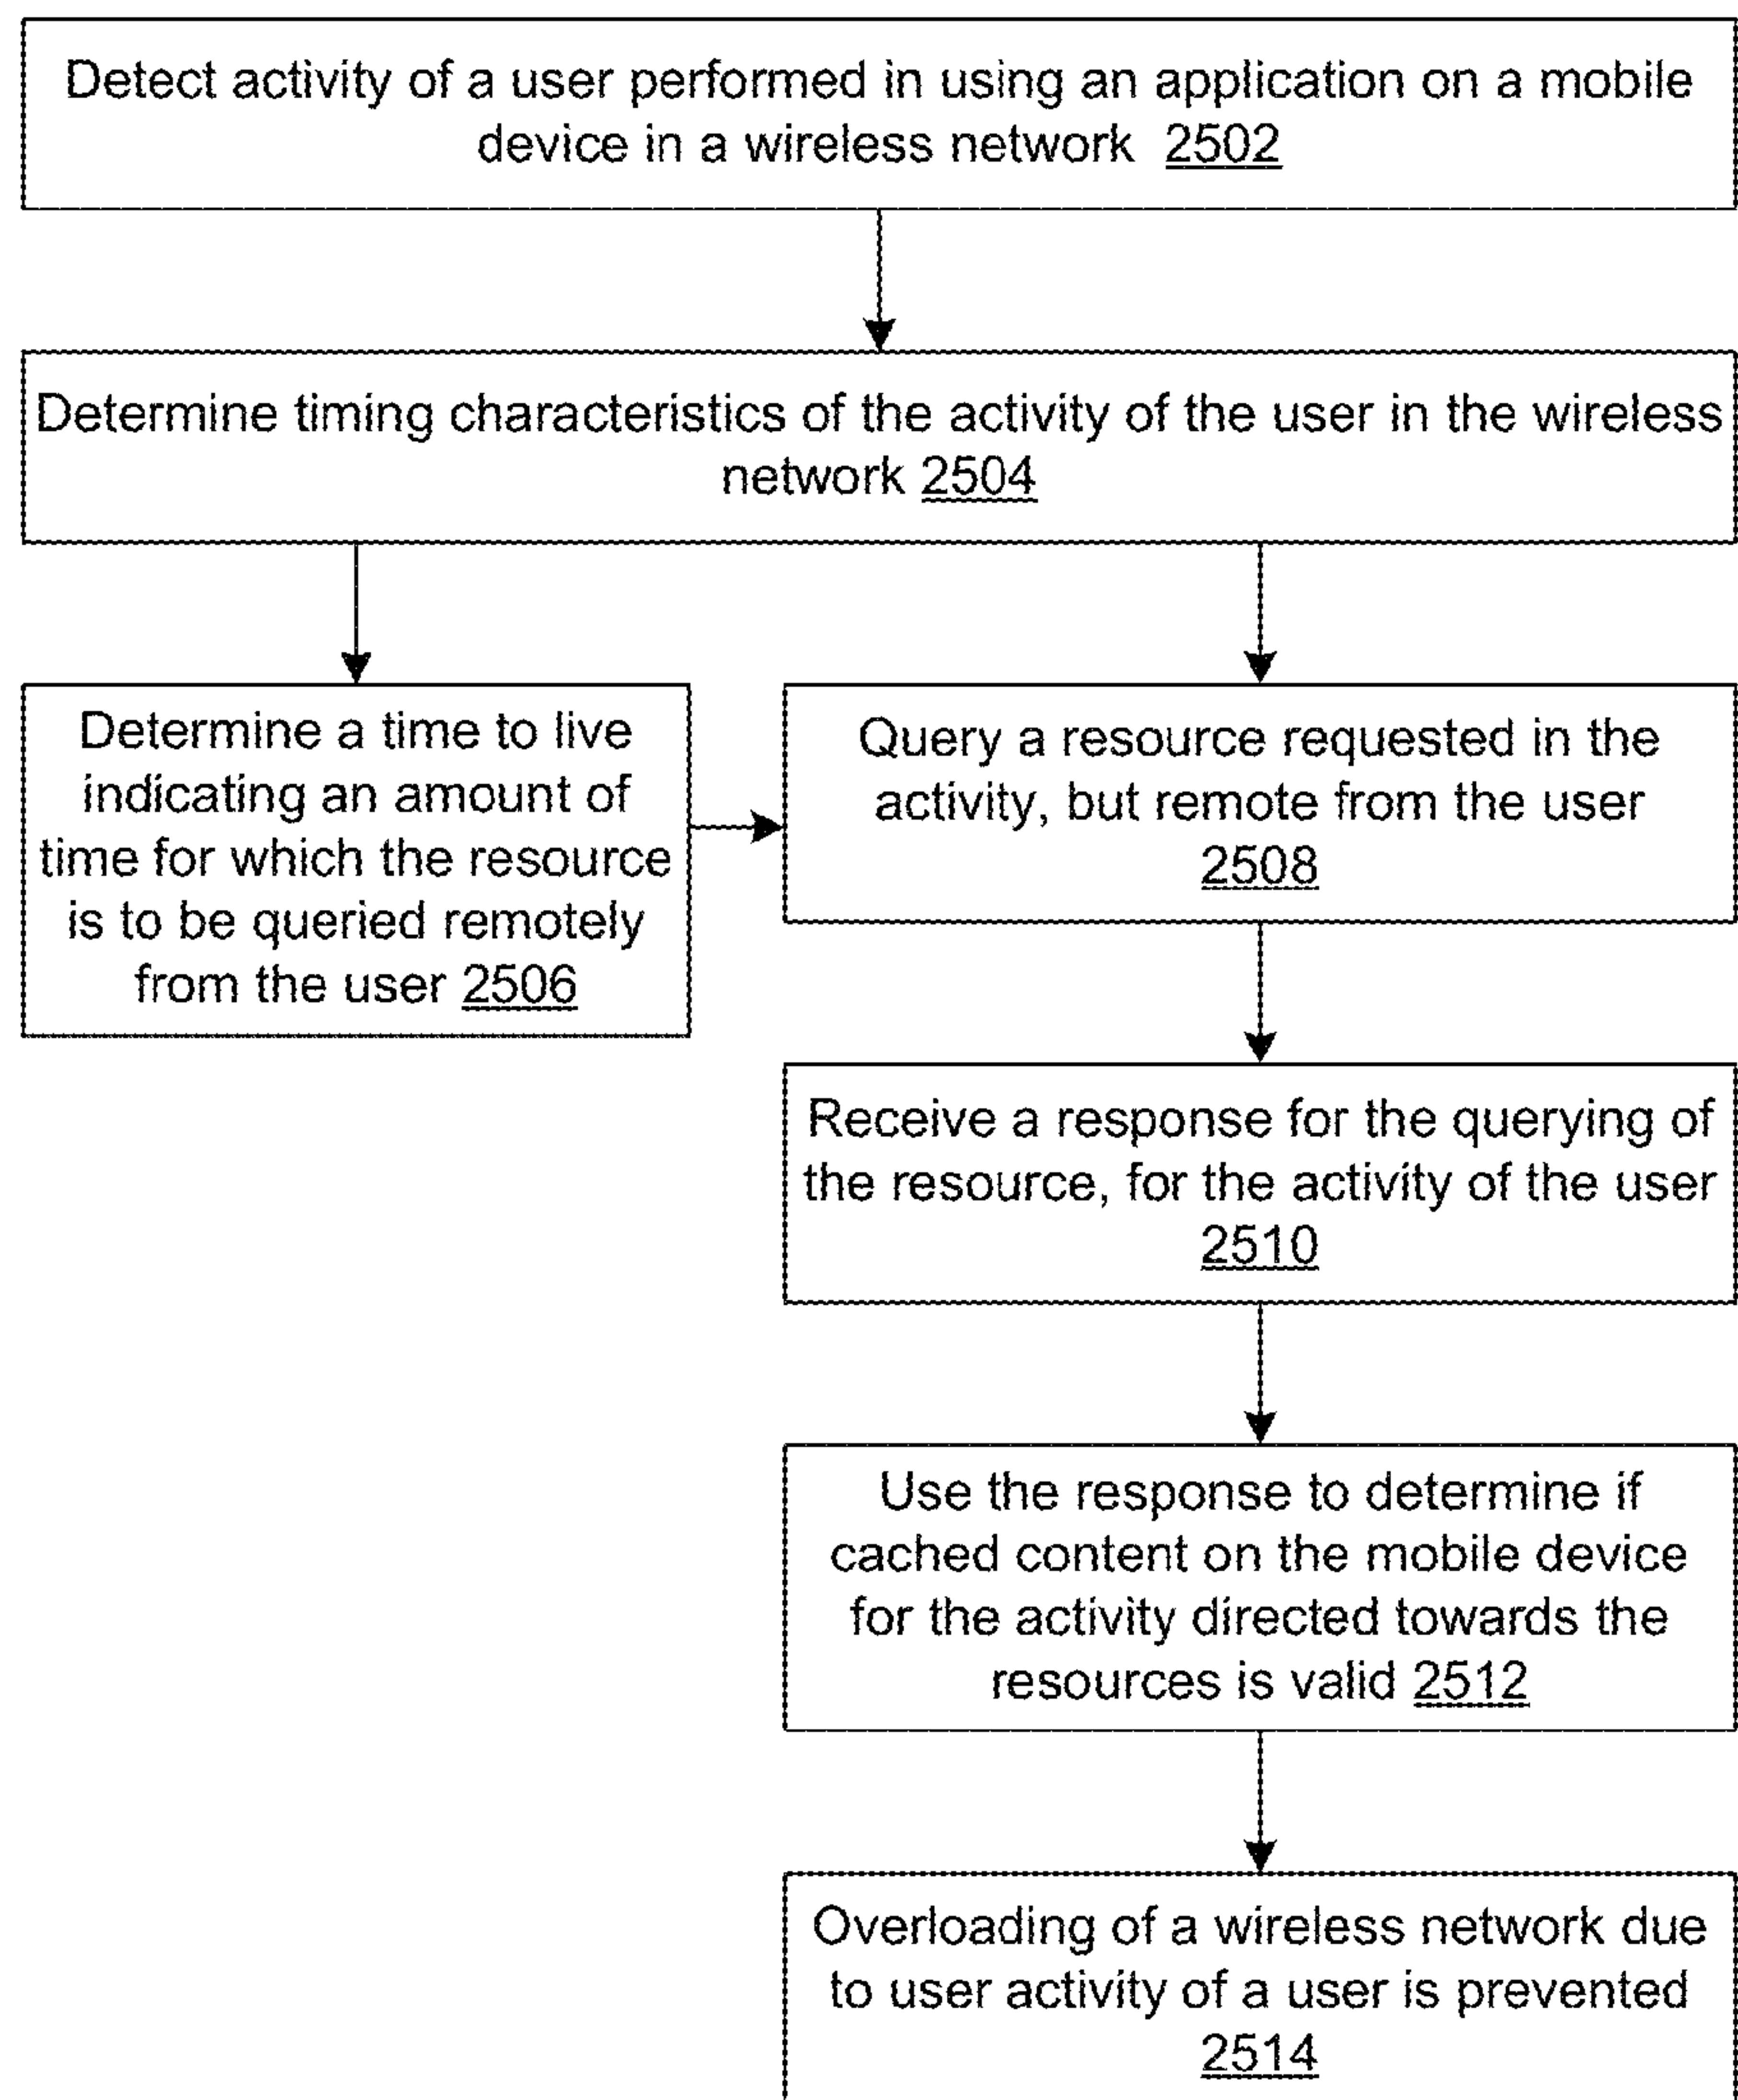 Detect activity of a user performed in using an application on a mobile
device in a wireless network 2502
Determine timing characteristics of the activity of the user in the wireless
network 2504
Determine a time to live
indicating an amount of
time for which the resource
is to be queried remotely
from the user 2506
Query a resource requested in the
activity, but remote from the user
2508
Receive a response for the querying of
the resource, for the activity of the user
2510
Use the response to determine if
cached content on the mobile device
for the activity directed towards the
resources is valid 2512
Overloading of a wireless network due
to user activity of a user is prevented
2514